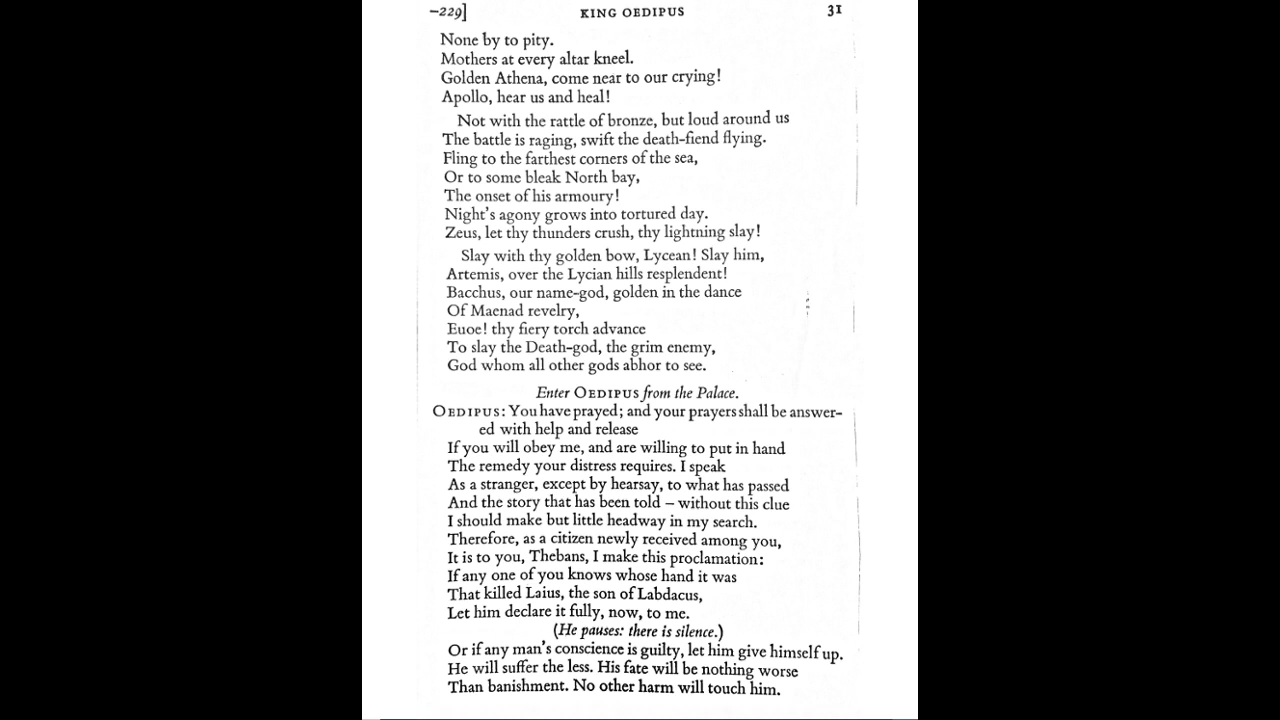 –229] KING OEDIPUS 31
None by to pity.
Mothers at every altar kneel.
Golden Athena, come near to our crying!
Apollo, hear us and heal!
Not with the rattle of bronze, but loud around us
The battle is raging, swift the death-fiend flying.
Fling to the farthest corners of the sea,
Or to some bleak North bay,
The onset of his armoury!
Night's agony grows into tortured day.
Zeus, let thy thunders crush, thy lightning slay!
Slay with thy golden bow, Lycean! Slay him,
Artemis, over the Lycian hills resplendent!
Bacchus, our name-god, golden in the dance
Of Maenad revelry,
Euoe! thy fiery torch advance
To slay the Death-god, the grim enemy,
God whom all other gods abhor to see.
Enter OEDIPUS from the Palace.
OEDIPUS: You have prayed; and your prayers shall be answer-
ed with help and release
If you will obey me, and are willing to put in hand
The remedy your distress requires. I speak
As a stranger, except by hearsay, to what has passed
And the story that has been told – without this clue
I should make but little headway in my search.
Therefore, as a citizen newly received among you,
It is to you, Thebans, I make this proclamation:
If any one of you knows whose hand it was
That killed Laius, the son of Labdacus,
Let him declare it fully, now, to me.
(He pauses: there is silence.)
Or if any man's conscience is guilty, let him give himself up.
He will suffer the less. His fate will be nothing worse
Than banishment. No other harm will touch him.